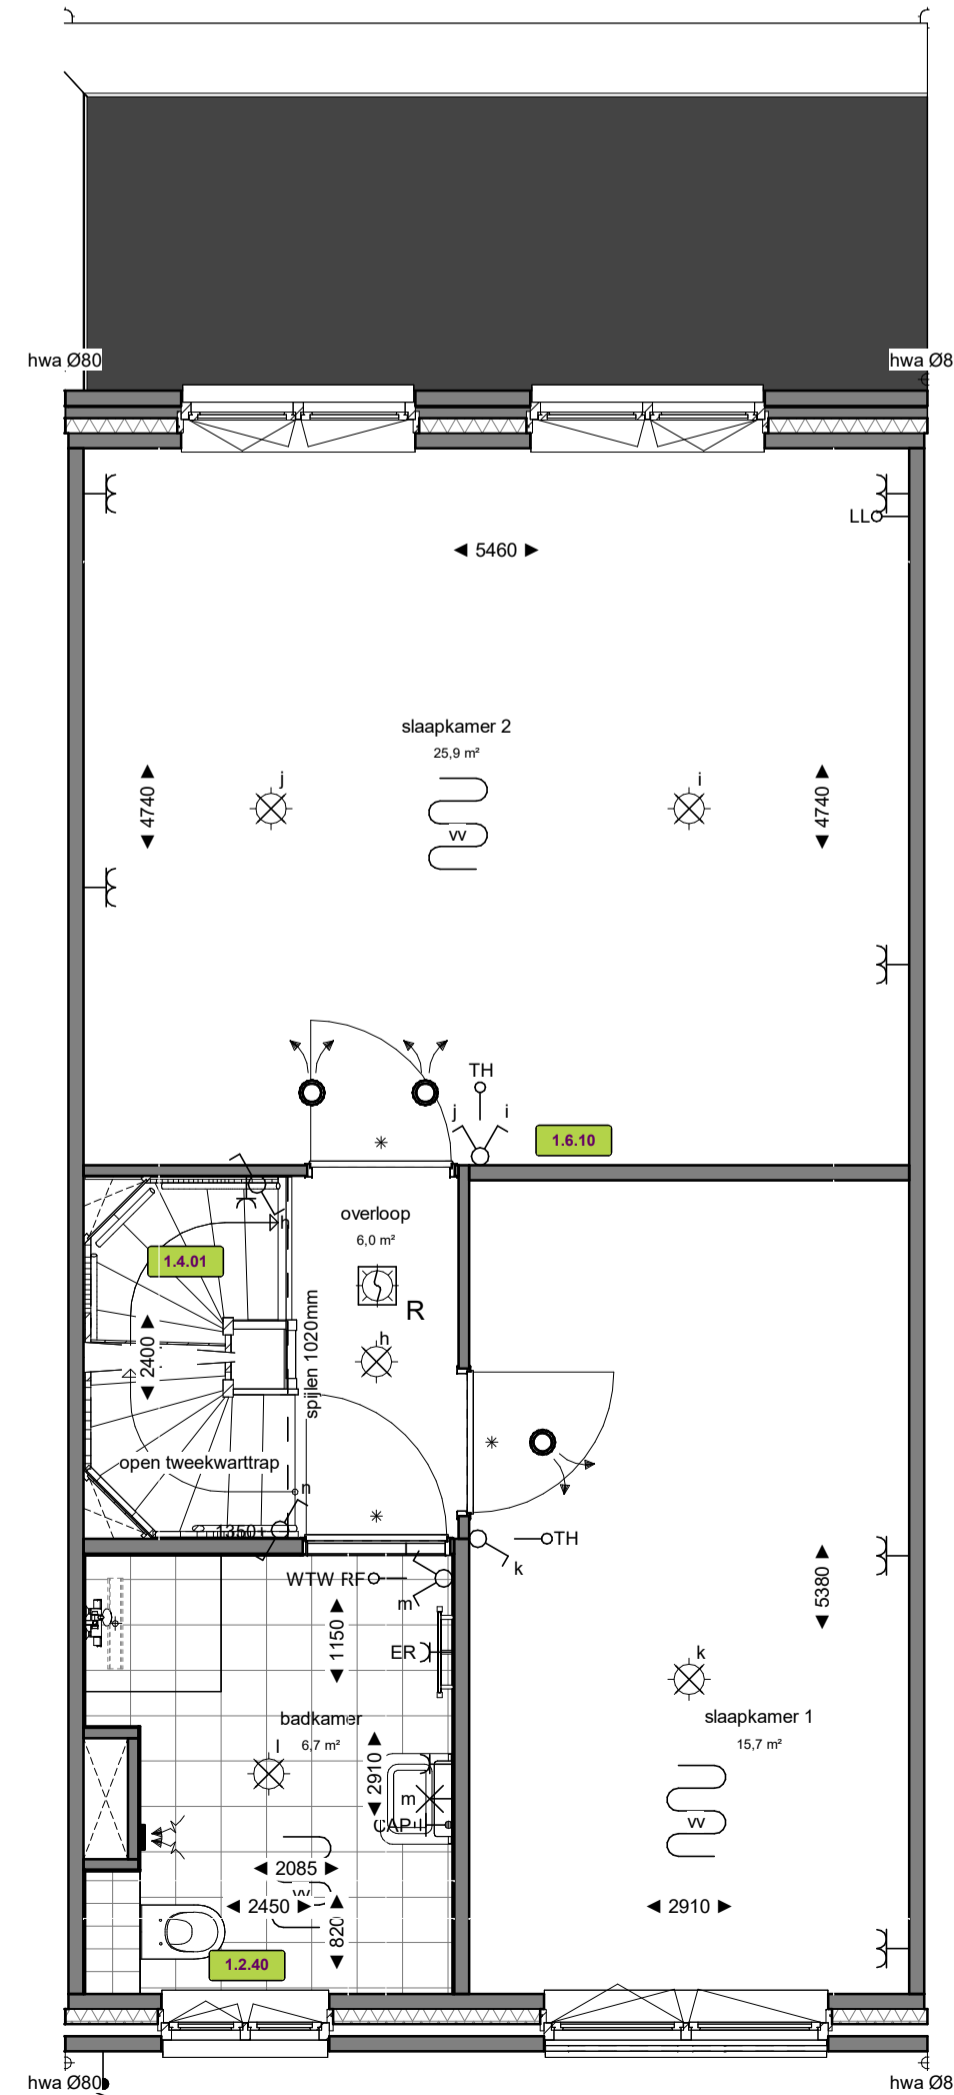 hwa Ø80
hwa Ø8
LL
5460
slaapkamer 2
25,9 m²
j
i
4740
4740
vv
TH
j
i
1.6.10
overloop
6,0 m²
h
1.4.01
R
h
2400
spijlen 1020mm
open tweekwarttrap
1350+
TH
k
WTW RF
m
1150
ER
5380
k
badkamer
6,7 m²
l
slaapkamer 1
15,7 m²
2910
m
vv
2085
vv
2450
820
2910
1.2.40
hwa Ø80
hwa Ø8